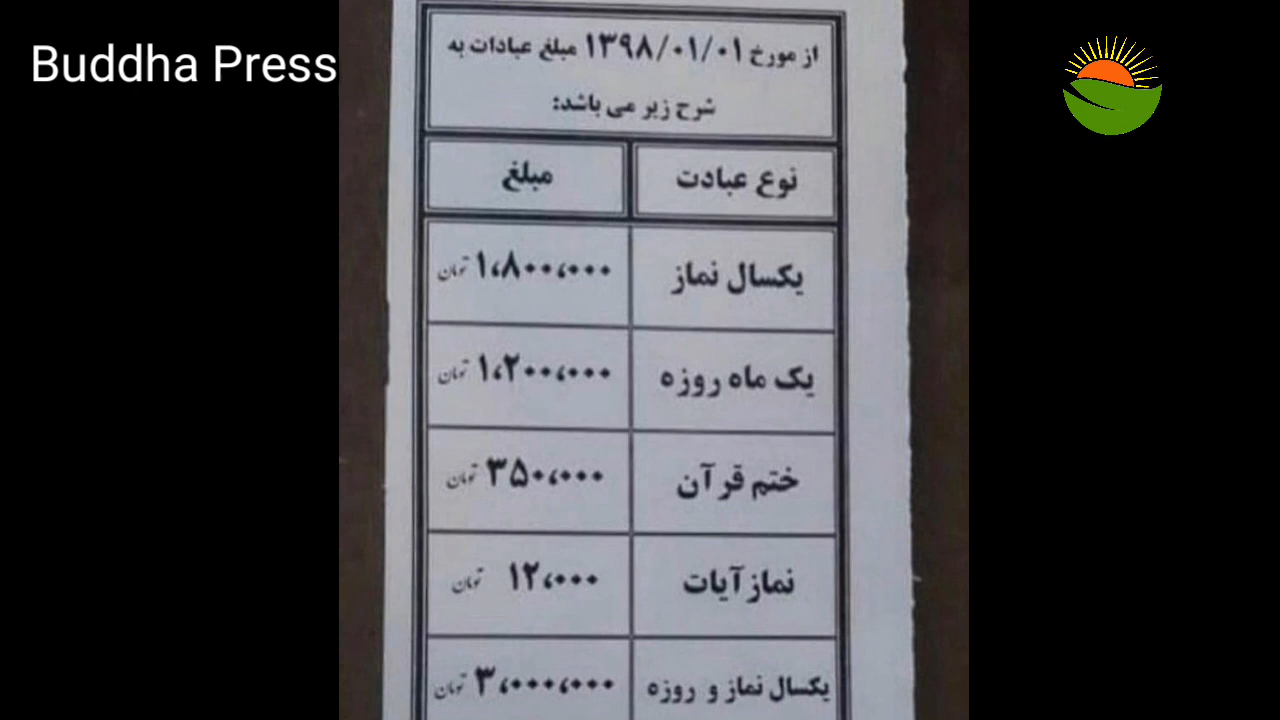 Buddha Press
از مورخ ۱۳۹۸/۰۱/۰۱ مبلغ عبادات به
شرح زیر می باشد:
نوع عبادت مبلغ
یکسال نماز ۱،۸۰۰،۰۰۰ تومان
یک ماه روزه ۱،۲۰۰،۰۰۰ تومان
ختم قرآن ۳۵۰،۰۰۰ تومان
نماز آیات ۱۲،۰۰۰ تومان
یکسال نماز و روزه ۳،۰۰۰،۰۰۰ تومان